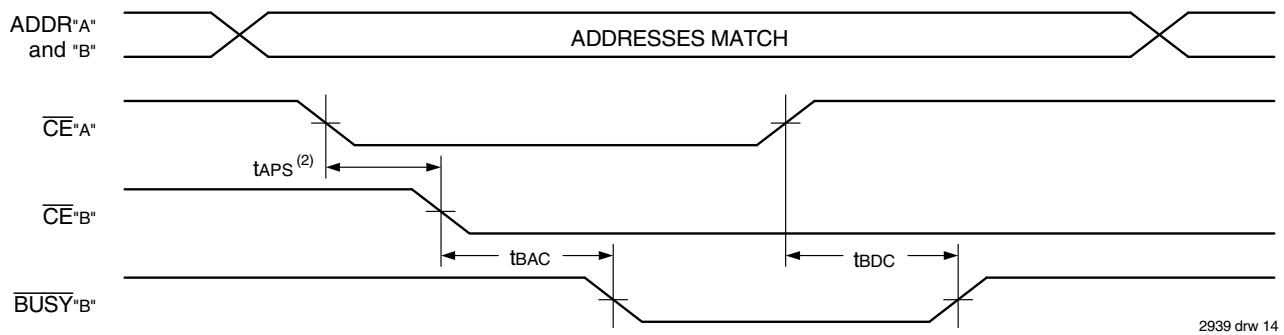 ADDR"A"
and "B"
ADDRESSES MATCH
CE"A"
tAPS (2)
CE"B"
tBAC
tBDC
BUSY"B"
2939 drw 14